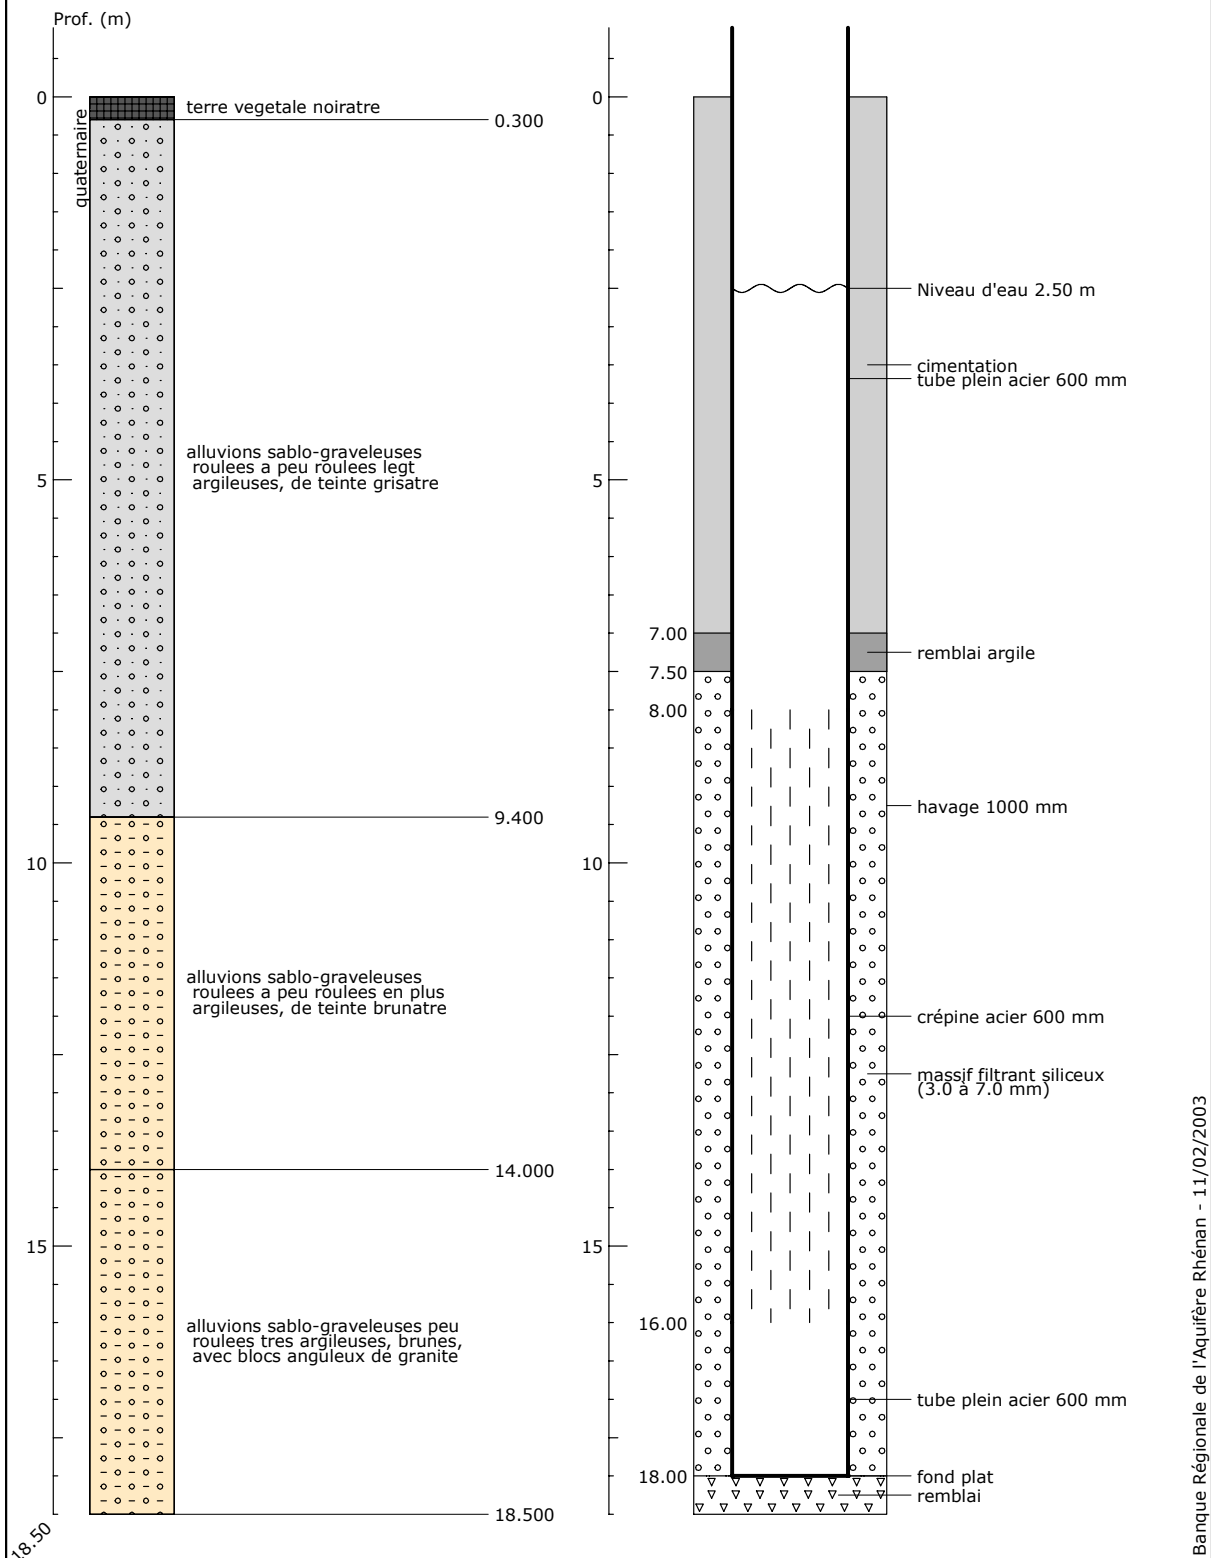 Prof. (m)
0
quaternaire
terre vegetale noiratre
0.300
alluvions sablo-graveleuses
roulees a peu roulees legt
argileuses, de teinte grisatre
5
9.400
10
alluvions sablo-graveleuses
roulees a peu roulees en plus
argileuses, de teinte brunatre
14.000
15
alluvions sablo-graveleuses peu
roulees tres argileuses, brunes,
avec blocs anguleux de granite
18.500
18.50
0
Niveau d'eau 2.50 m
cimentation
tube plein acier 600 mm
5
7.00
remblai argile
7.50
8.00
havage 1000 mm
10
crépine acier 600 mm
massif filtrant siliceux
(3.0 à 7.0 mm)
15
16.00
tube plein acier 600 mm
18.00
fond plat
remblai
Banque Régionale de l'Aquifère Rhénan - 11/02/2003